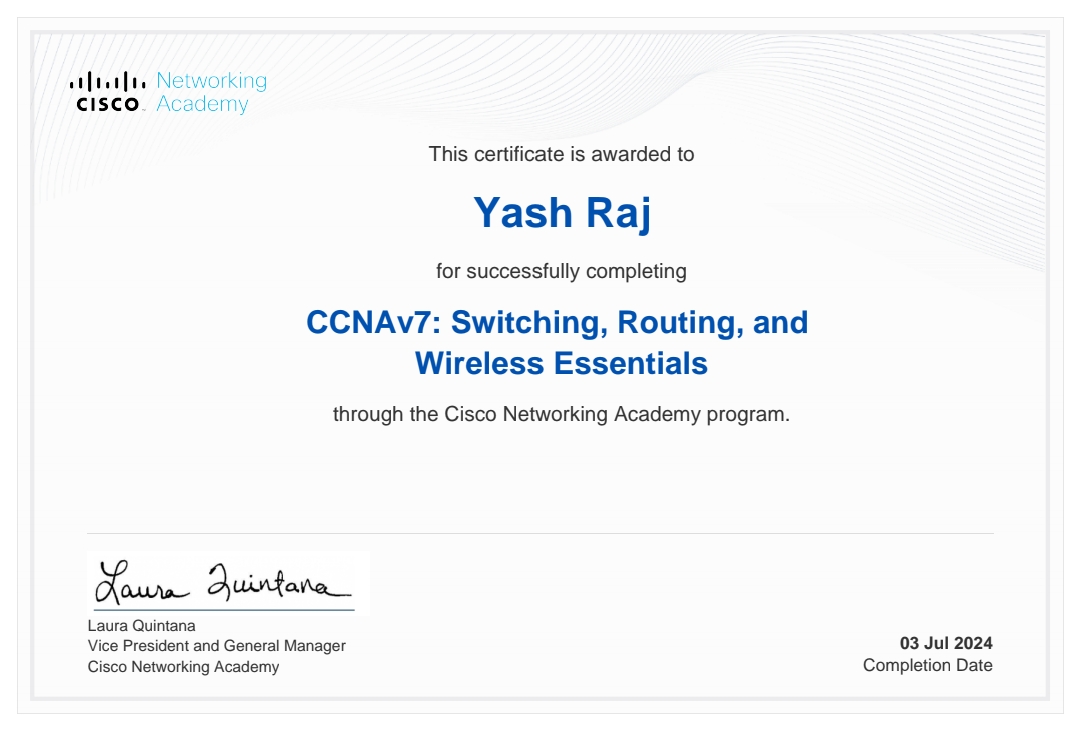 Networking
CISCO Academy
This certificate is awarded to
Yash Raj
for successfully completing
CCNAv7: Switching, Routing, and
Wireless Essentials
through the Cisco Networking Academy program.
Laura Quintana
Laura Quintana
Vice President and General Manager
Cisco Networking Academy
03 Jul 2024
Completion Date